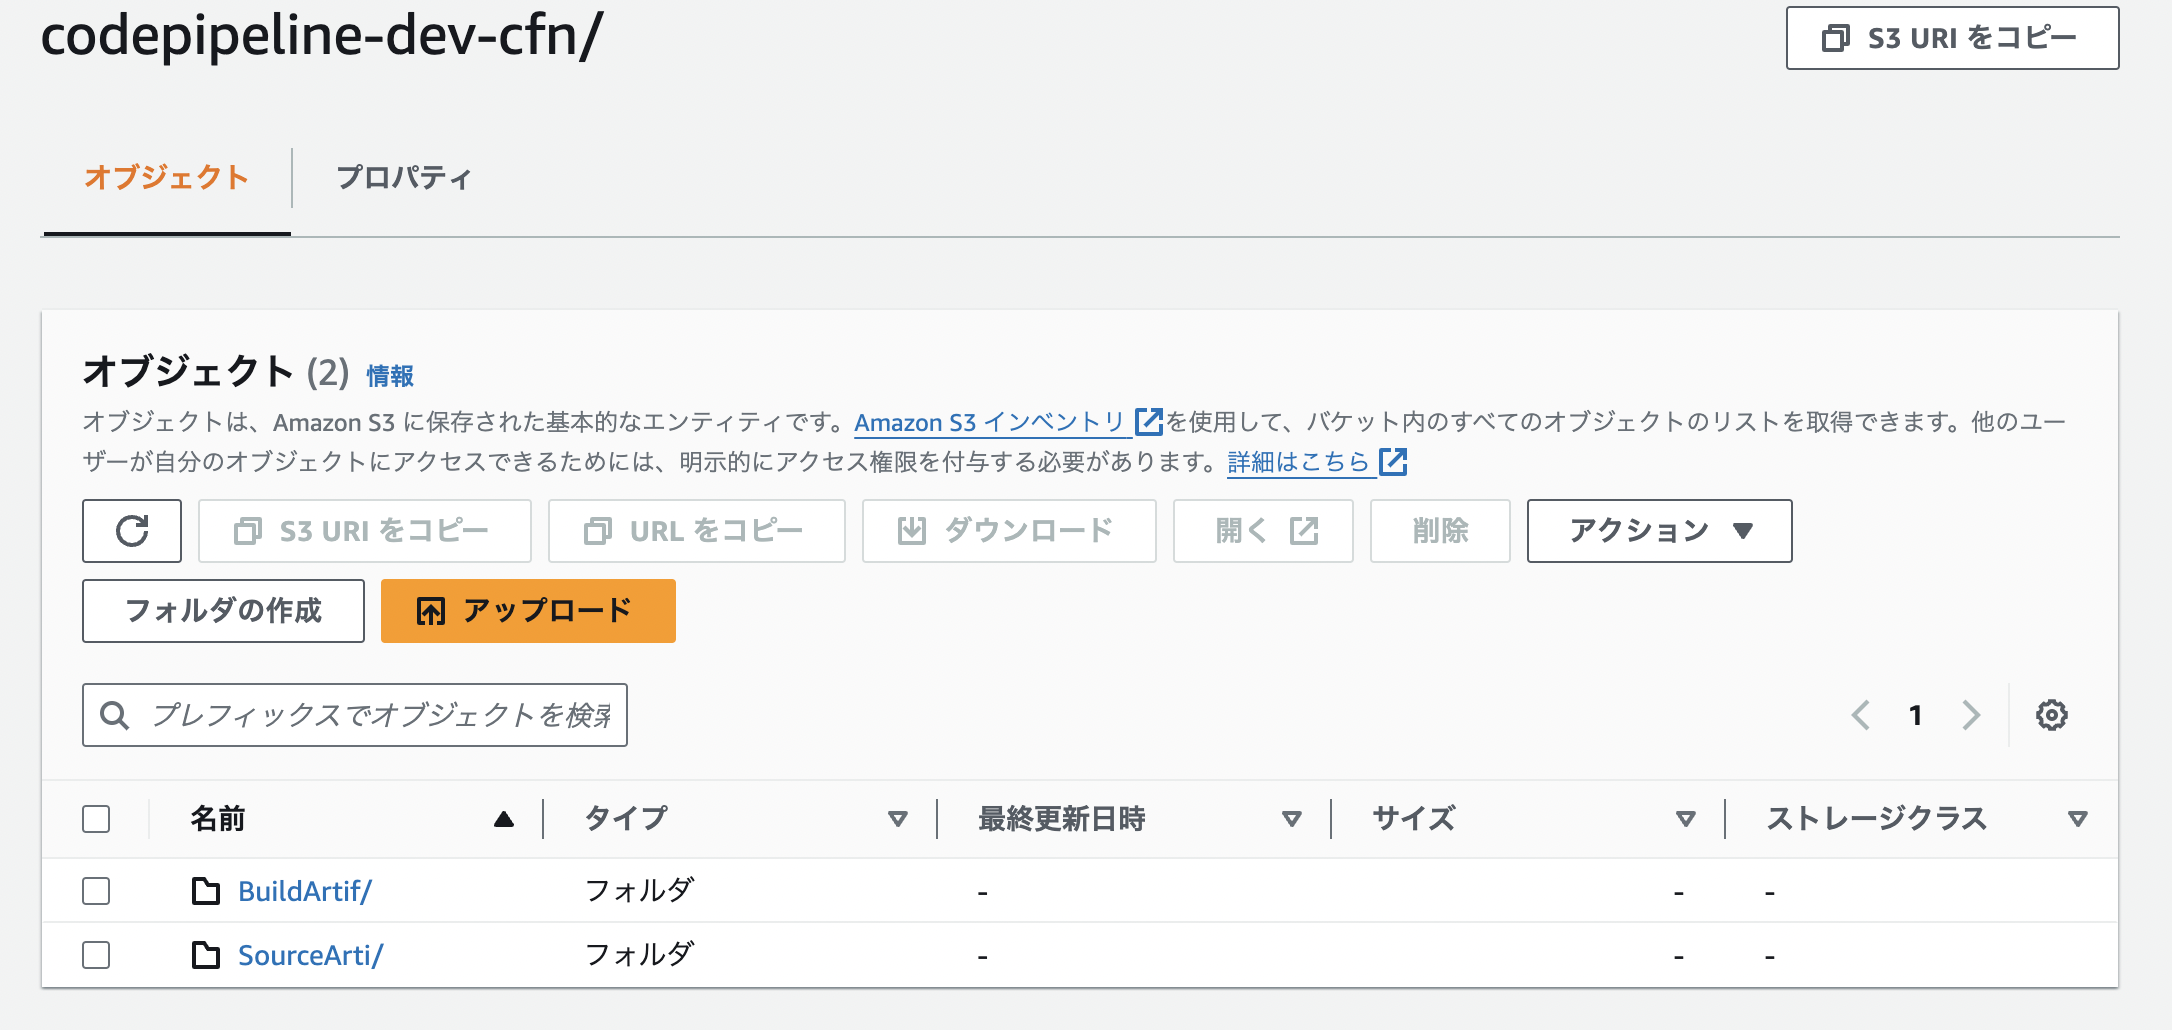 codepipeline-dev-cfn/
S3 URI をコピー
オブジェクト
プロパティ
オブジェクト (2) 情報
オブジェクトは、Amazon S3 に保存された基本的なエンティティです。Amazon S3 インベントリ を使用して、バケット内のすべてのオブジェクトのリストを取得できます。他のユー
ザーが自分のオブジェクトにアクセスできるためには、明示的にアクセス権限を付与する必要があります。詳細はこちら
S3 URI をコピー
URL をコピー
ダウンロード
開く
削除
アクション
フォルダの作成
アップロード
プレフィックスでオブジェクトを検索
1
名前 タイプ 最終更新日時 サイズ ストレージクラス
BuildArtif/ フォルダ - - -
SourceArti/ フォルダ - - -